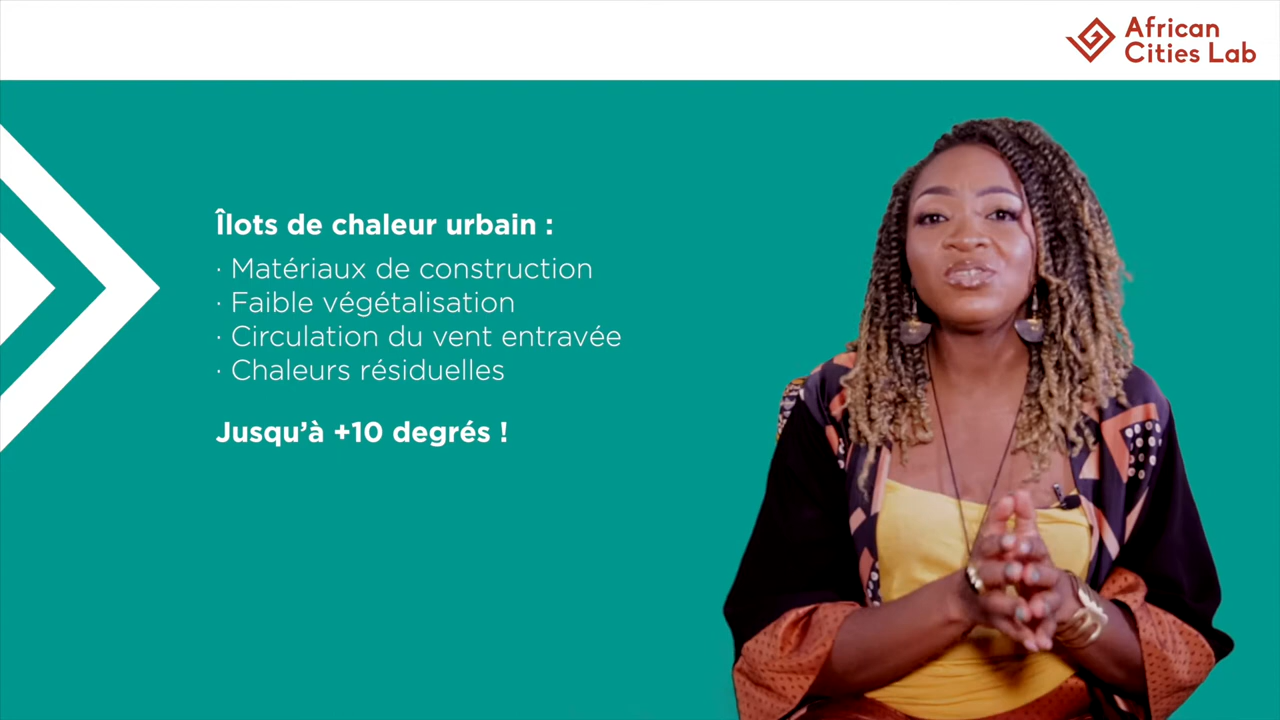 African
Cities Lab
Îlots de chaleur urbain :
· Matériaux de construction
· Faible végétalisation
· Circulation du vent entravée
· Chaleurs résiduelles
Jusqu’à +10 degrés !